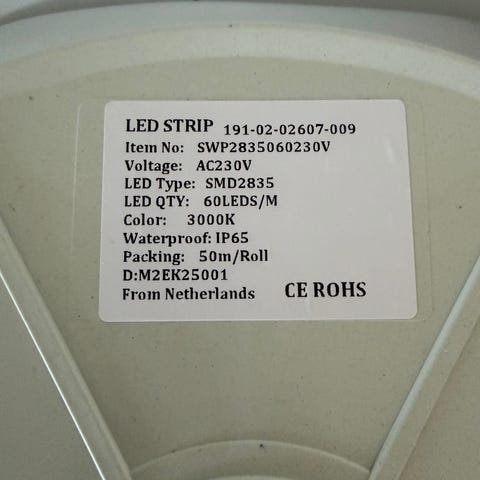 LED STRIP 191-02-02607-009
Item No: SWP2835060230V
Voltage: AC230V
LED Type: SMD2835
LED QTY: 60LEDS/M
Color: 3000K
Waterproof: IP65
Packing: 50m/Roll
D:M2EK25001
From Netherlands CE ROHS